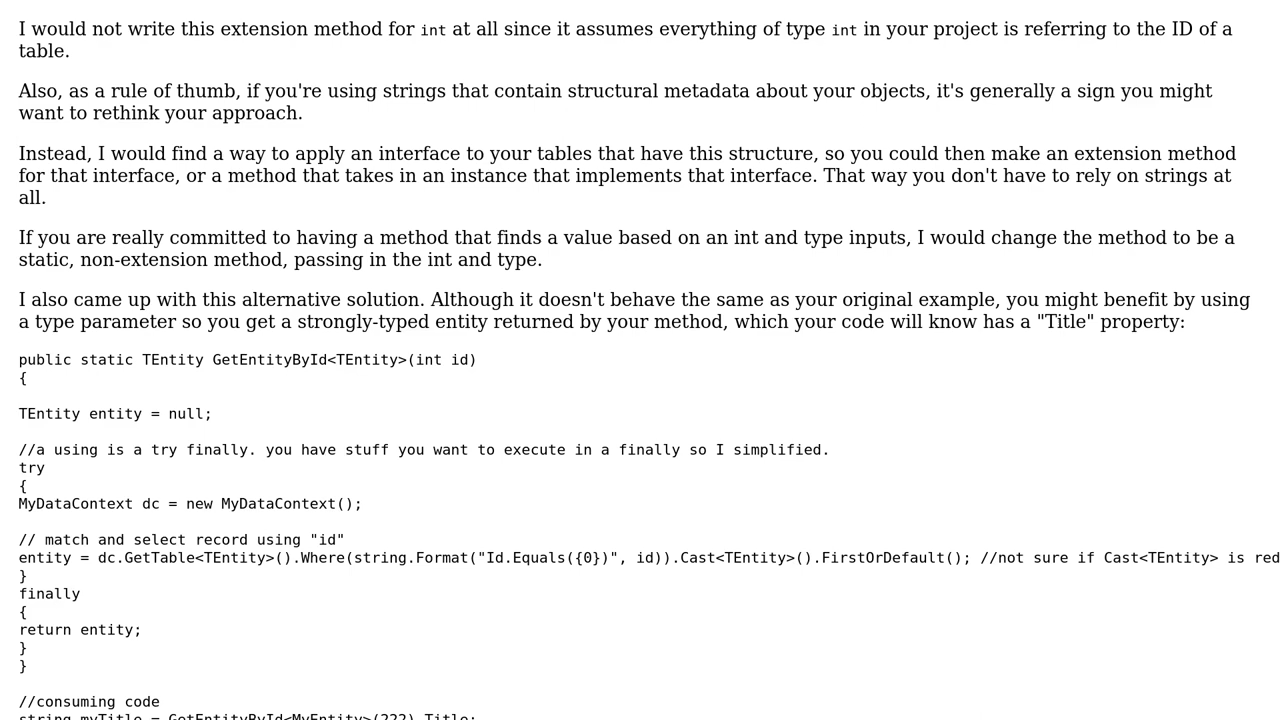 I would not write this extension method for int at all since it assumes everything of type int in your project is referring to the ID of a
table.
Also, as a rule of thumb, if you're using strings that contain structural metadata about your objects, it's generally a sign you might
want to rethink your approach.
Instead, I would find a way to apply an interface to your tables that have this structure, so you could then make an extension method
for that interface, or a method that takes in an instance that implements that interface. That way you don't have to rely on strings at
all.
If you are really committed to having a method that finds a value based on an int and type inputs, I would change the method to be a
static, non-extension method, passing in the int and type.
I also came up with this alternative solution. Although it doesn't behave the same as your original example, you might benefit by using
a type parameter so you get a strongly-typed entity returned by your method, which your code will know has a "Title" property:
public static TEntity GetEntityById<TEntity>(int id)
{
TEntity entity = null;
//a using is a try finally. you have stuff you want to execute in a finally so I simplified.
try
{
MyDataContext dc = new MyDataContext();
// match and select record using "id"
entity = dc.GetTable<TEntity>().Where(string.Format("Id.Equals({0})", id)).Cast<TEntity>().FirstOrDefault(); //not sure if Cast<TEntity> is red
}
finally
{
return entity;
}
}
//consuming code
string myTitle = GetEntityById<MyEntity>(222).Title;